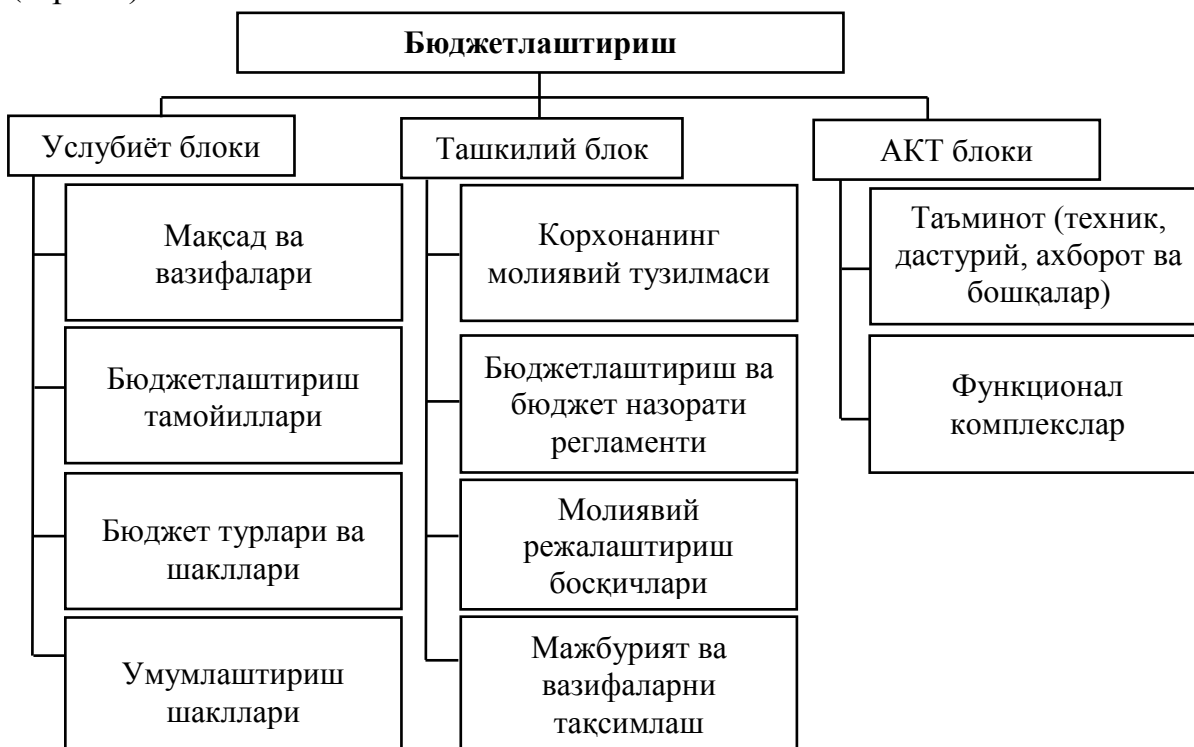 Бюджетлаштириш
Услубиёт блоки
Мақсад ва
вазифалари
Бюджетлаштириш
тамойиллари
Бюджет турлари ва
шакллари
Умумлаштириш
шакллари
Ташкилий блок
Корхонанинг
молиявий тузилмаси
Бюджетлаштириш ва
бюджет назорати
регламенти
Молиявий
режалаштириш
босқичлари
Мажбурият ва
вазифаларни
тақсимлаш
АКТ блоки
Таъминот (техник,
дастурий, ахборот ва
бошқалар)
Функционал
комплекслар